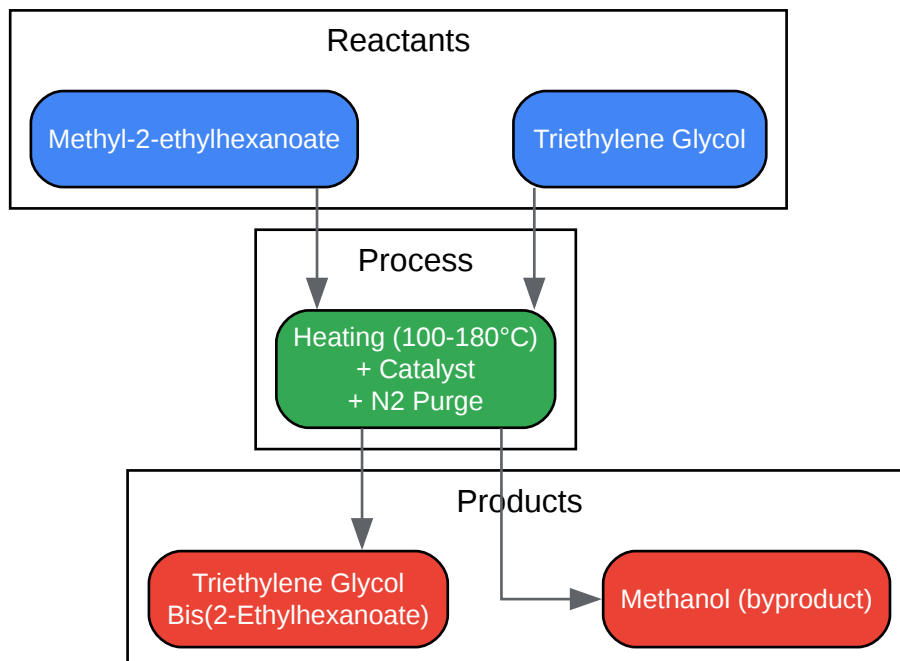 Reactants
Methyl-2-ethylhexanoate
Triethylene Glycol
Process
Heating (100-180°C)
+ Catalyst
+ N2 Purge
Products
Triethylene Glycol
Bis(2-Ethylhexanoate)
Methanol (byproduct)